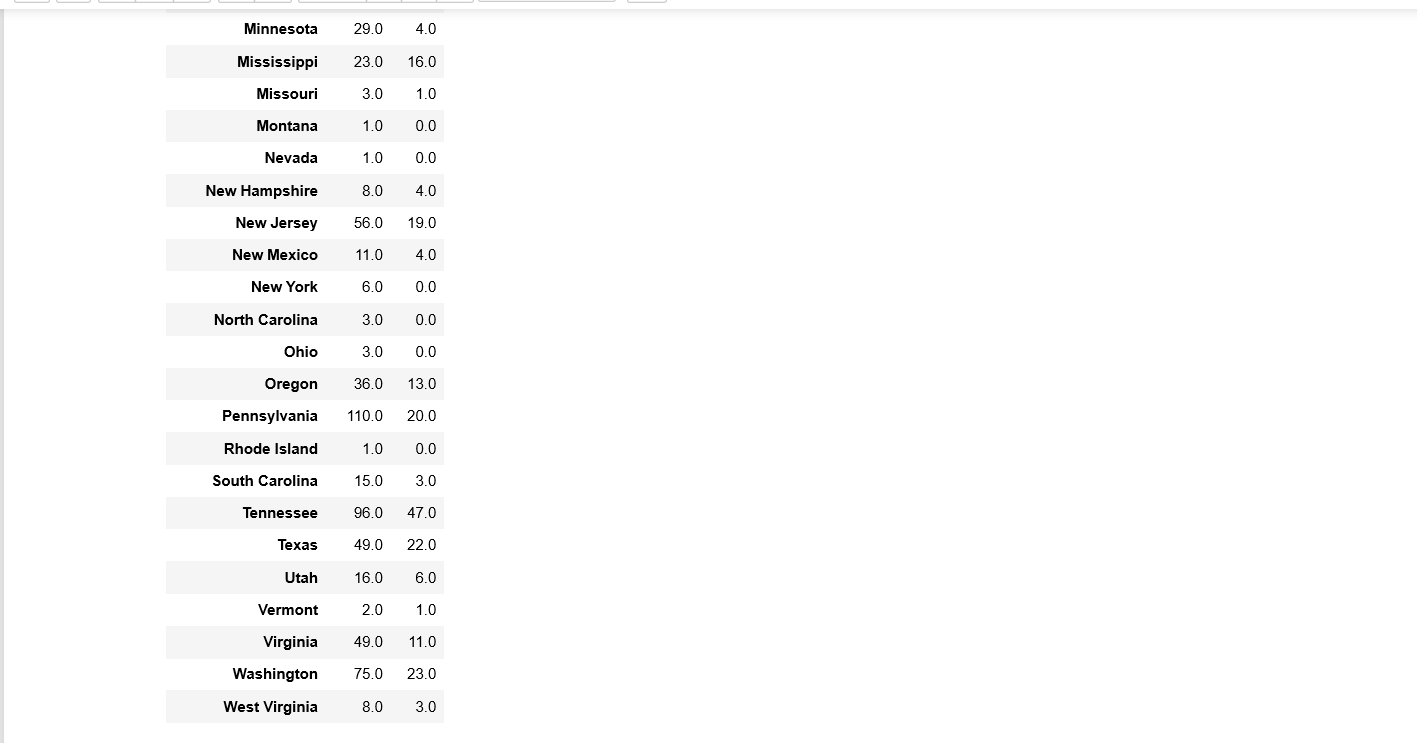 Minnesota 29.0 4.0
Mississippi 23.0 16.0
Missouri 3.0 1.0
Montana 1.0 0.0
Nevada 1.0 0.0
New Hampshire 8.0 4.0
New Jersey 56.0 19.0
New Mexico 11.0 4.0
New York 6.0 0.0
North Carolina 3.0 0.0
Ohio 3.0 0.0
Oregon 36.0 13.0
Pennsylvania 110.0 20.0
Rhode Island 1.0 0.0
South Carolina 15.0 3.0
Tennessee 96.0 47.0
Texas 49.0 22.0
Utah 16.0 6.0
Vermont 2.0 1.0
Virginia 49.0 11.0
Washington 75.0 23.0
West Virginia 8.0 3.0